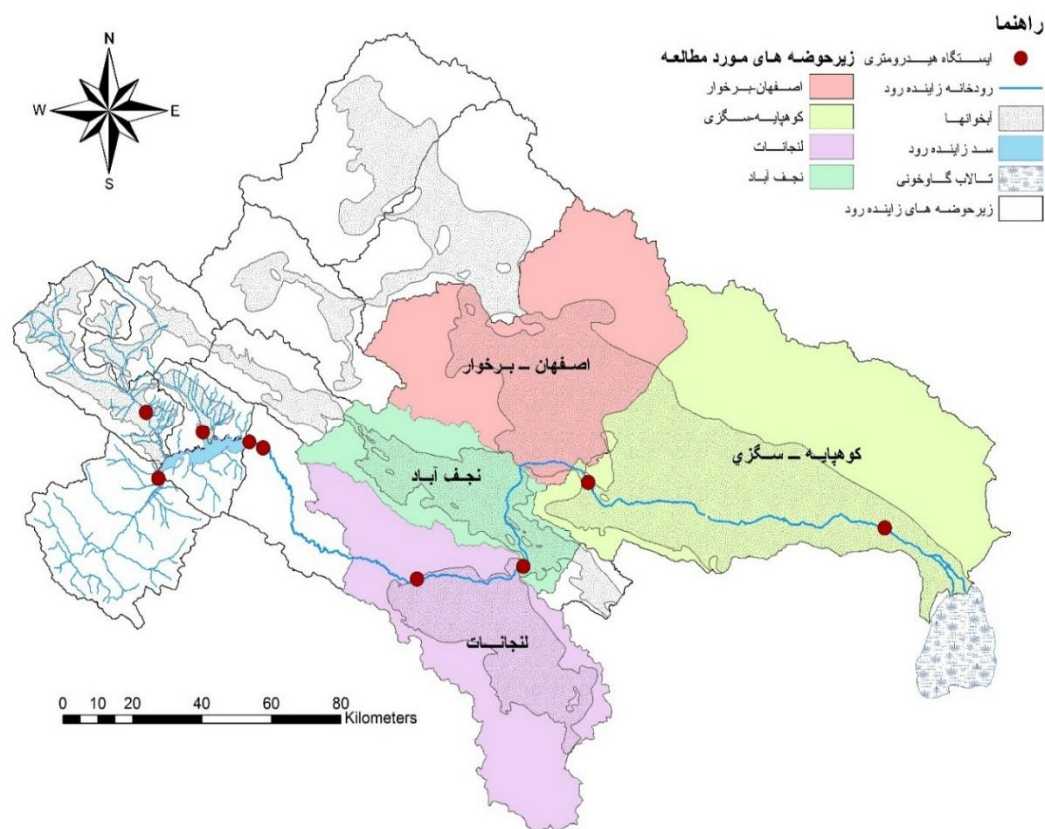 راهنما
ایستگاه هیدرومتری
رودخانه زاینده رود
آبخوانها
سد زاینده رود
تالاب گاوخونی
زیرحوضه های زاینده رود
زیرحوضه های مورد مطالعه
اصفهان-برخوار
کوهپایه-سگزی
لنجانات
نجف آباد
N
W
E
S
اصفهان – برخوار
کوهپایه – سگزي
نجف آباد
لنجانات
0 10 20 40 60 80
Kilometers